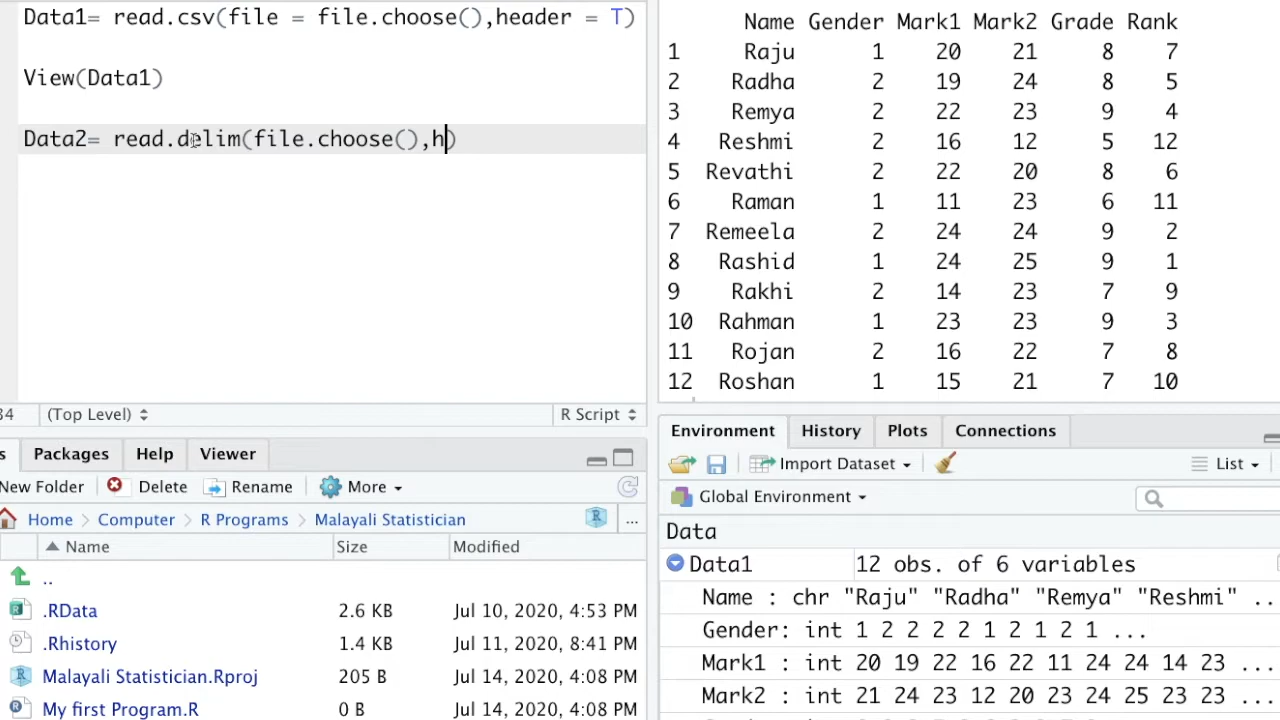 Data1= read.csv(file = file.choose(),header = T)
View(Data1)
Data2= read.delim(file.choose(),h)
34 (Top Level) R Script
s Packages Help Viewer
New Folder Delete Rename More
Home Computer R Programs Malayali Statistician ...
Name Size Modified
..
.RData 2.6 KB Jul 10, 2020, 4:53 PM
.Rhistory 1.4 KB Jul 11, 2020, 8:41 PM
Malayali Statistician.Rproj 205 B Jul 14, 2020, 4:08 PM
My first Program.R 0 B Jul 14, 2020, 4:08 PM
Name Gender Mark1 Mark2 Grade Rank
1 Raju 1 20 21 8 7
2 Radha 2 19 24 8 5
3 Remya 2 22 23 9 4
4 Reshmi 2 16 12 5 12
5 Revathi 2 22 20 8 6
6 Raman 1 11 23 6 11
7 Remeela 2 24 24 9 2
8 Rashid 1 24 25 9 1
9 Rakhi 2 14 23 7 9
10 Rahman 1 23 23 9 3
11 Rojan 2 16 22 7 8
12 Roshan 1 15 21 7 10
Environment History Plots Connections
Import Dataset List
Global Environment
Data
Data1 12 obs. of 6 variables
Name : chr "Raju" "Radha" "Remya" "Reshmi" ..
Gender: int 1 2 2 2 2 1 2 1 2 1 ...
Mark1 : int 20 19 22 16 22 11 24 24 14 23 ...
Mark2 : int 21 24 23 12 20 23 24 25 23 23 ...